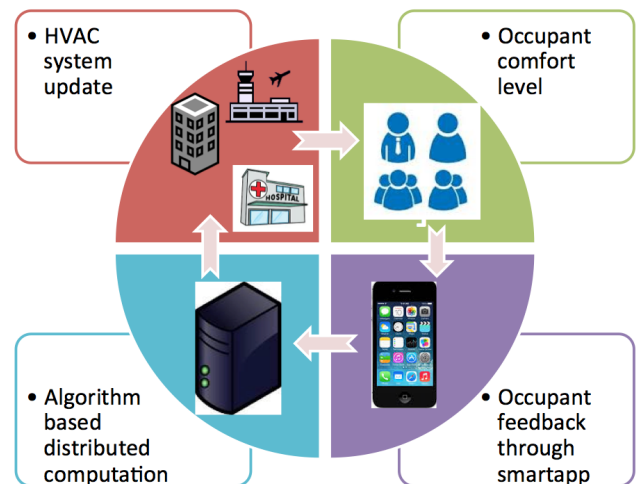 • HVAC
system
update
• Occupant
comfort
level
HOSPITAL
• Algorithm
based
distributed
computation
• Occupant
feedback
through
smartapp